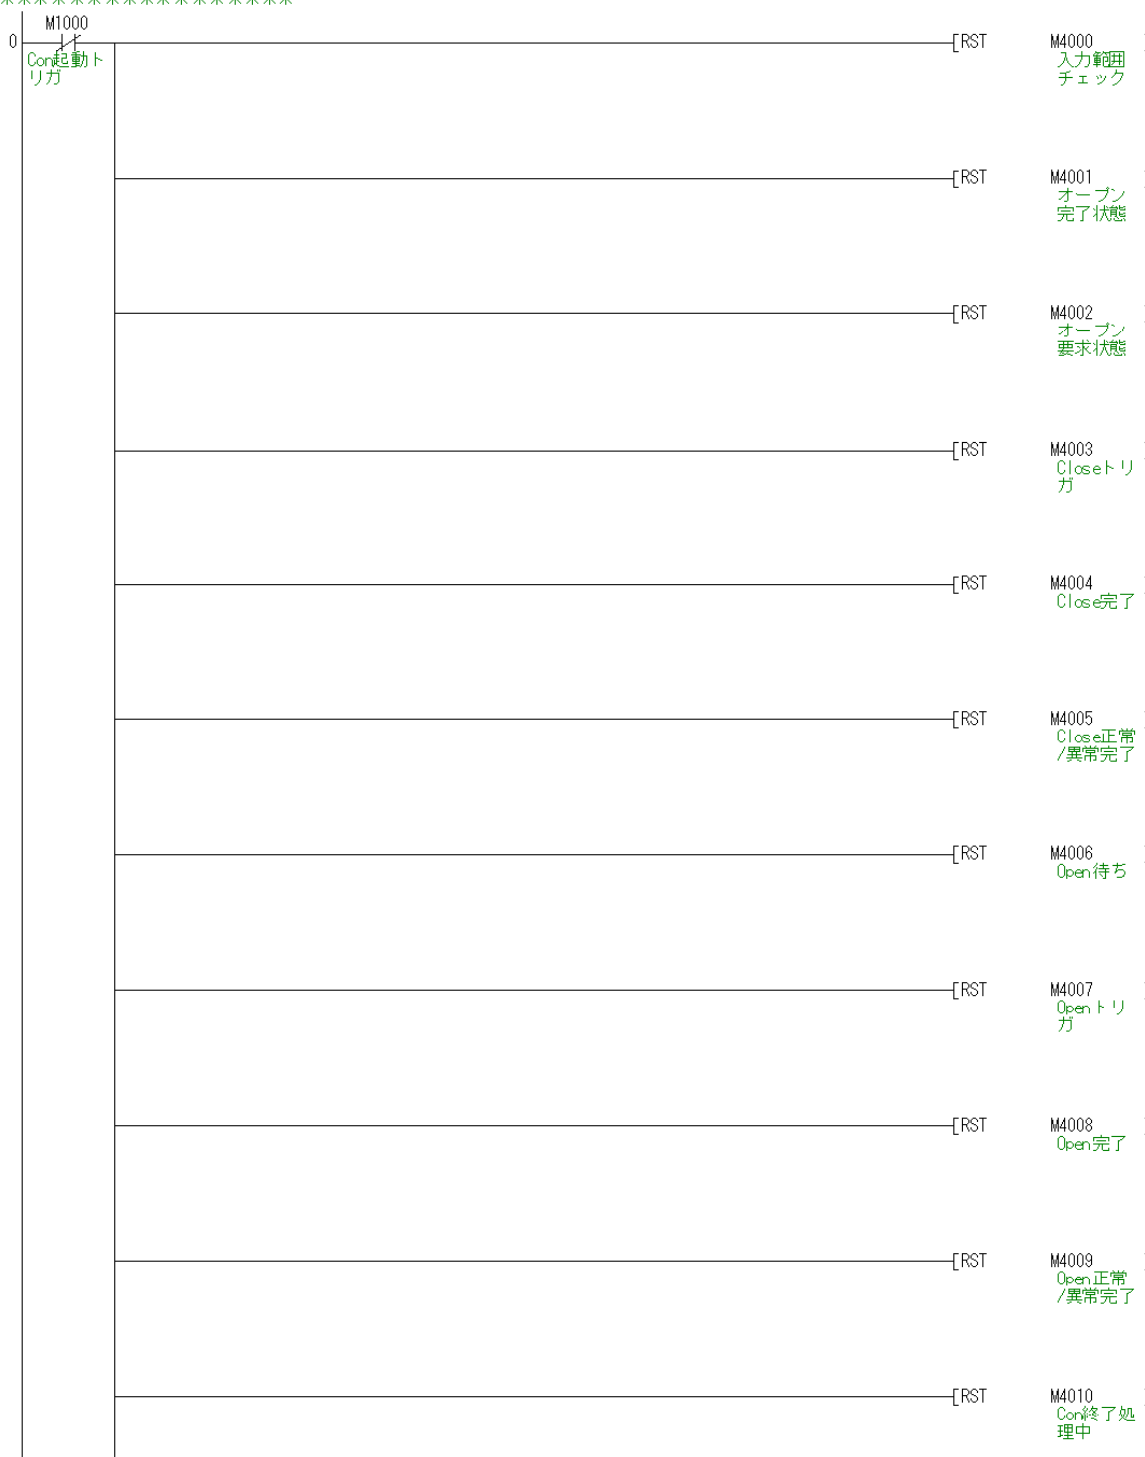 ******************
M1000
0
Con起動ト
リガ
[RST M4000
入力範囲
チェック
[RST M4001
オープン
完了状態
[RST M4002
オープン
要求状態
[RST M4003
Closeトリ
ガ
[RST M4004
Close完了
[RST M4005
Close正常
/異常完了
[RST M4006
Open待ち
[RST M4007
Openトリ
ガ
[RST M4008
Open完了
[RST M4009
Open正常
/異常完了
[RST M4010
Con終了処
理中